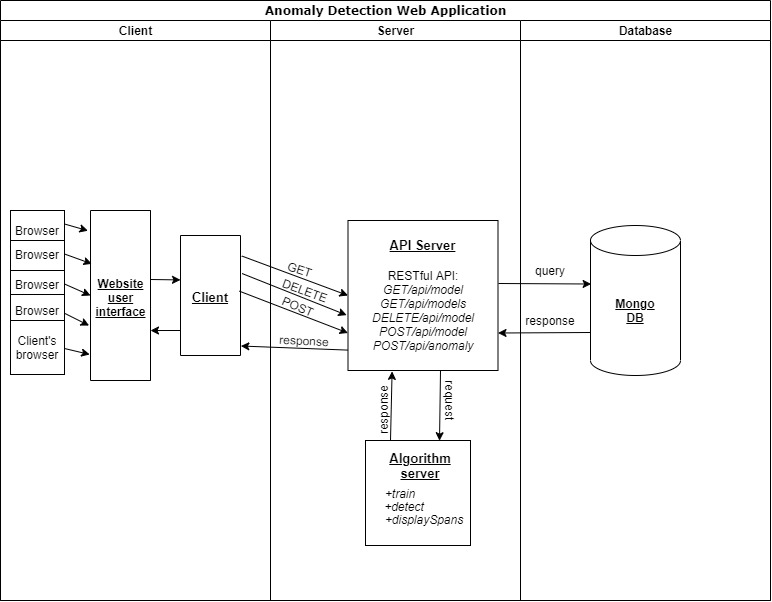 Anomaly Detection Web Application
Client
Server
Database
Browser
Browser
Browser
Browser
Client's
browser
Website
user
interface
Client
GET
DELETE
POST
response
API Server
RESTful API:
GET/api/model
GET/api/models
DELETE/api/model
POST/api/model
POST/api/anomaly
query
response
Mongo
DB
response
request
Algorithm
server
+train
+detect
+displaySpans